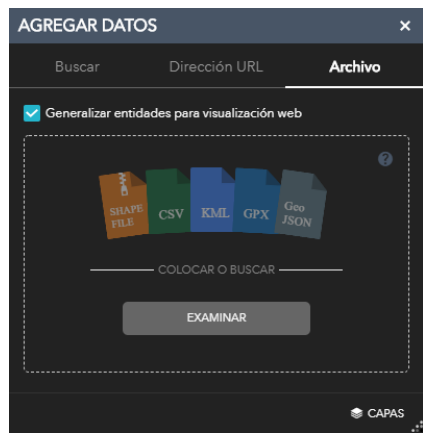 AGREGAR DATOS ×
Buscar Dirección URL Archivo
Generalizar entidades para visualización web
?
SHAPE
FILE
CSV
KML
GPX
Geo
JSON
COLOCAR O BUSCAR
EXAMINAR
CAPAS